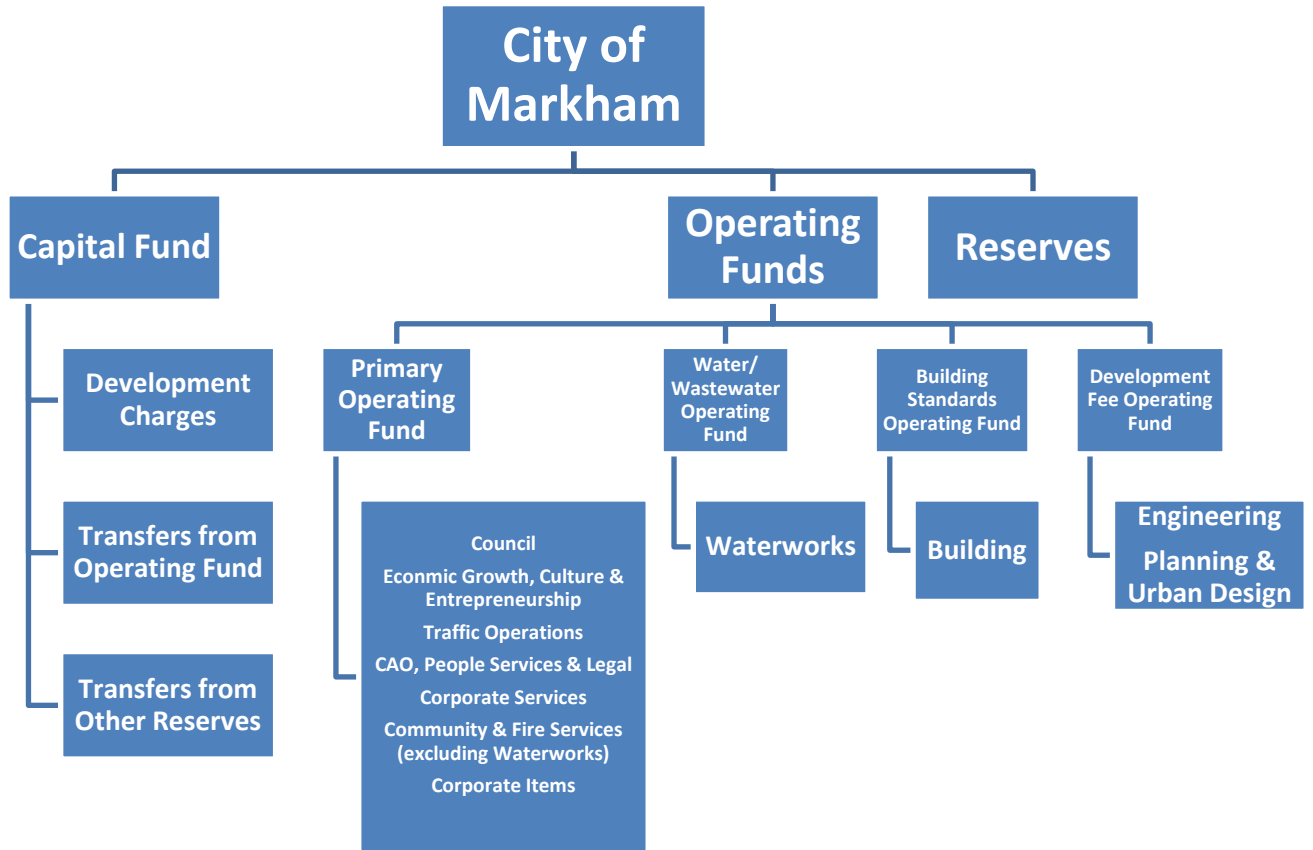 City of
Markham
Capital Fund
Operating
Funds
Reserves
Development
Charges
Transfers from
Operating Fund
Transfers from
Other Reserves
Primary
Operating
Fund
Council
Econmic Growth, Culture &
Entrepreneurship
Traffic Operations
CAO, People Services & Legal
Corporate Services
Community & Fire Services
(excluding Waterworks)
Corporate Items
Water/
Wastewater
Operating
Fund
Waterworks
Building
Standards
Operating Fund
Building
Development
Fee Operating
Fund
Engineering
Planning &
Urban Design